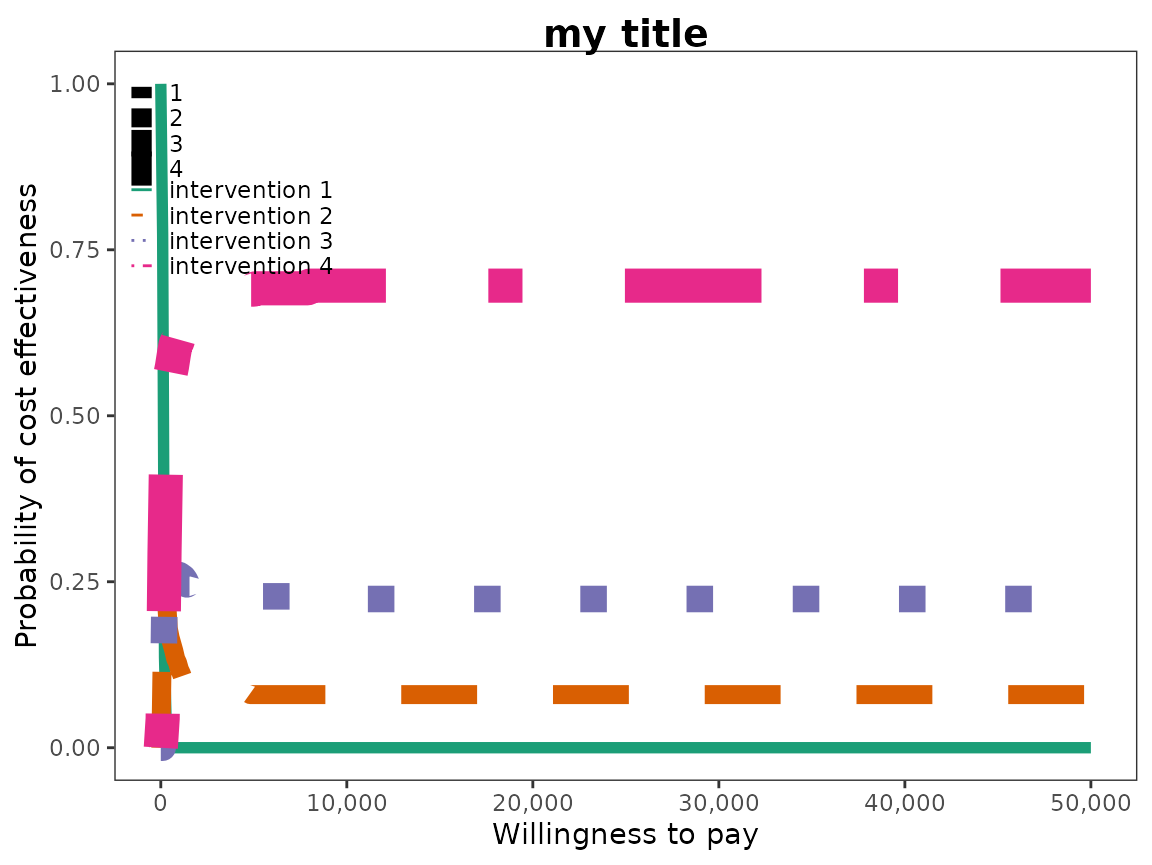 my title
1.00
0.75
0.50
0.25
0.00
Probability of cost effectiveness
1
2
3
4
intervention 1
intervention 2
intervention 3
intervention 4
0
10,000
20,000
30,000
40,000
50,000
Willingness to pay